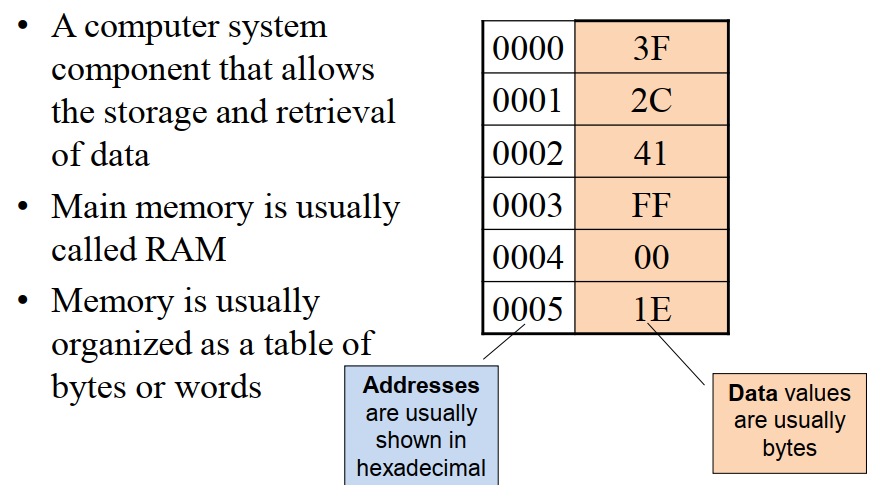 • A computer system
component that allows
the storage and retrieval
of data
• Main memory is usually
called RAM
• Memory is usually
organized as a table of
bytes or words
0000 3F
0001 2C
0002 41
0003 FF
0004 00
0005 1E
Addresses
are usually
shown in
hexadecimal
Data values
are usually
bytes